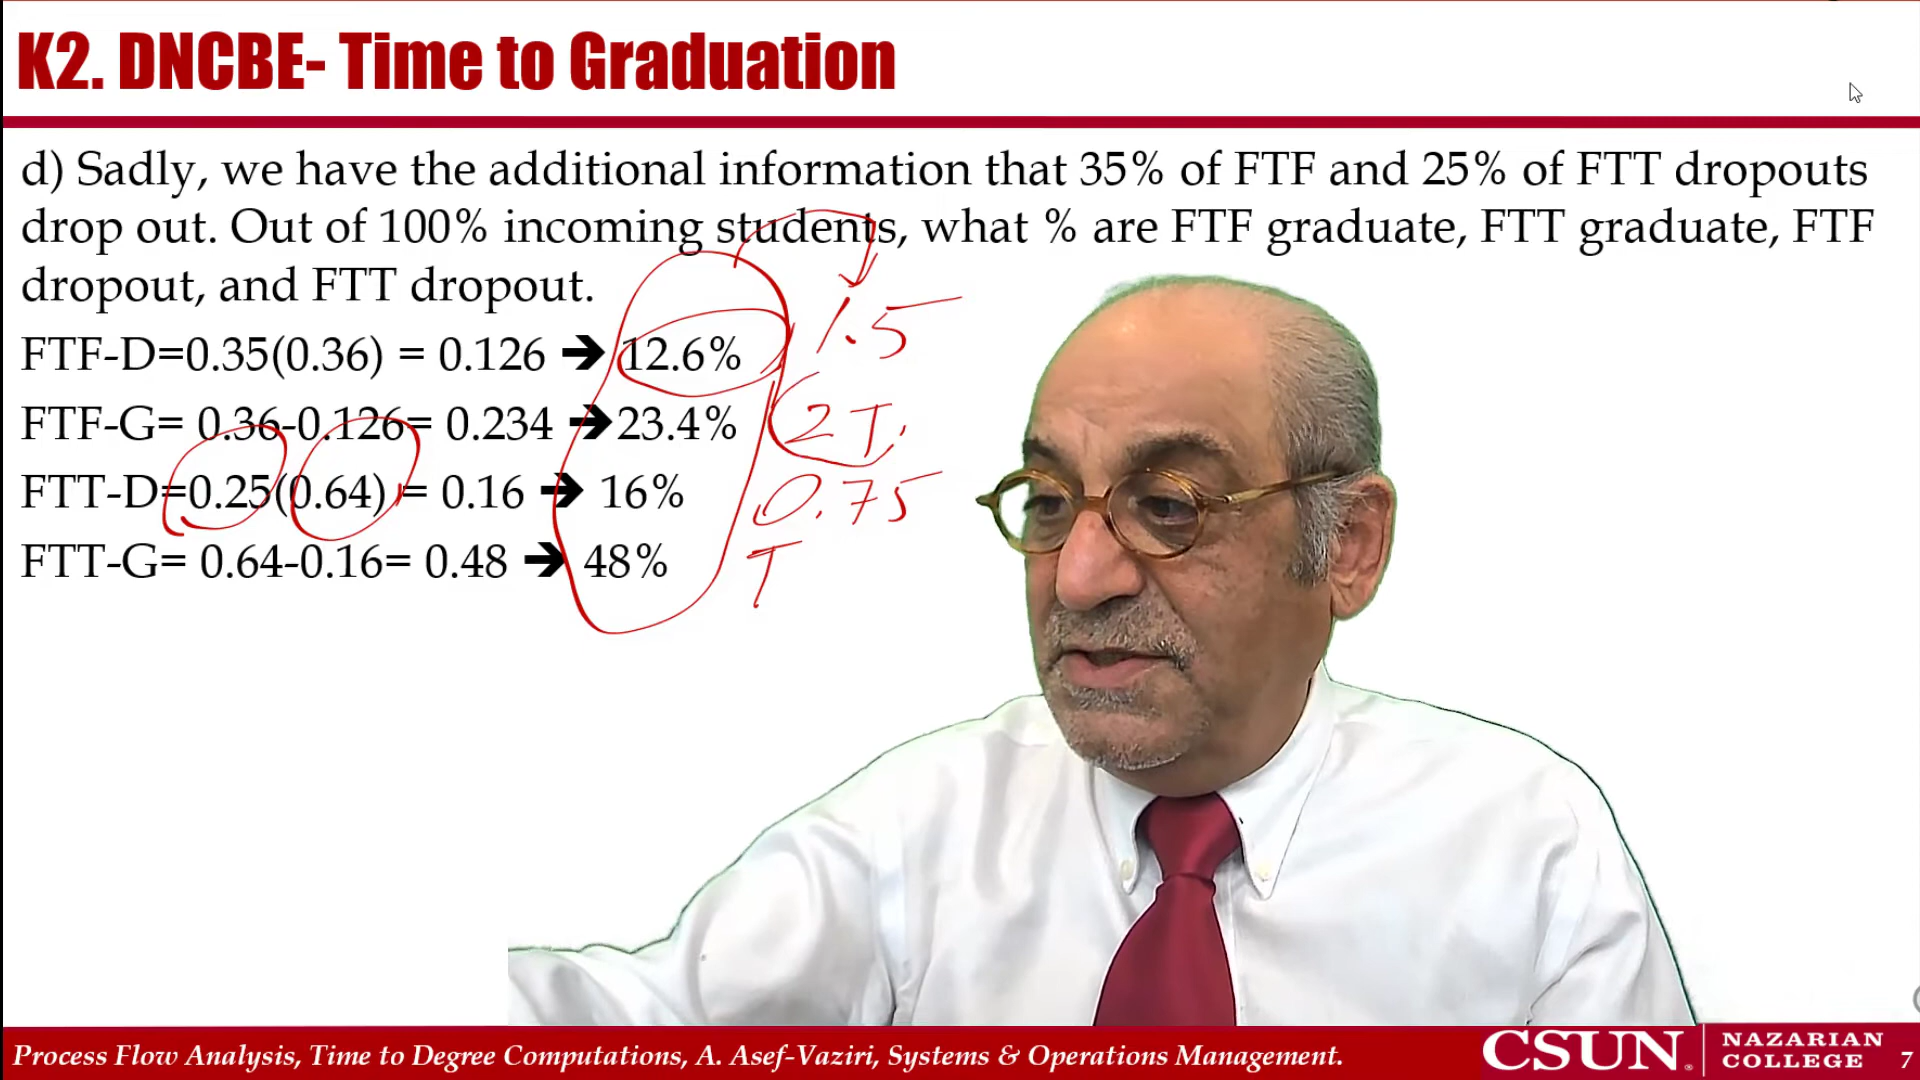 K2. DNCBE- Time to Graduation
d) Sadly, we have the additional information that 35% of FTF and 25% of FTT dropouts
drop out. Out of 100% incoming students, what % are FTF graduate, FTT graduate, FTF
dropout, and FTT dropout.
FTF-D=0.35(0.36) = 0.126 → 12.6%
1.5
FTF-G= 0.36-0.126= 0.234 →23.4%
2 T1
FTT-D=0.25(0.64) = 0.16 → 16%
0.75
FTT-G= 0.64-0.16= 0.48 → 48%
T
Process Flow Analysis, Time to Degree Computations, A. Asef-Vaziri, Systems & Operations Management.
CSUN. NAZARIAN
COLLEGE 7